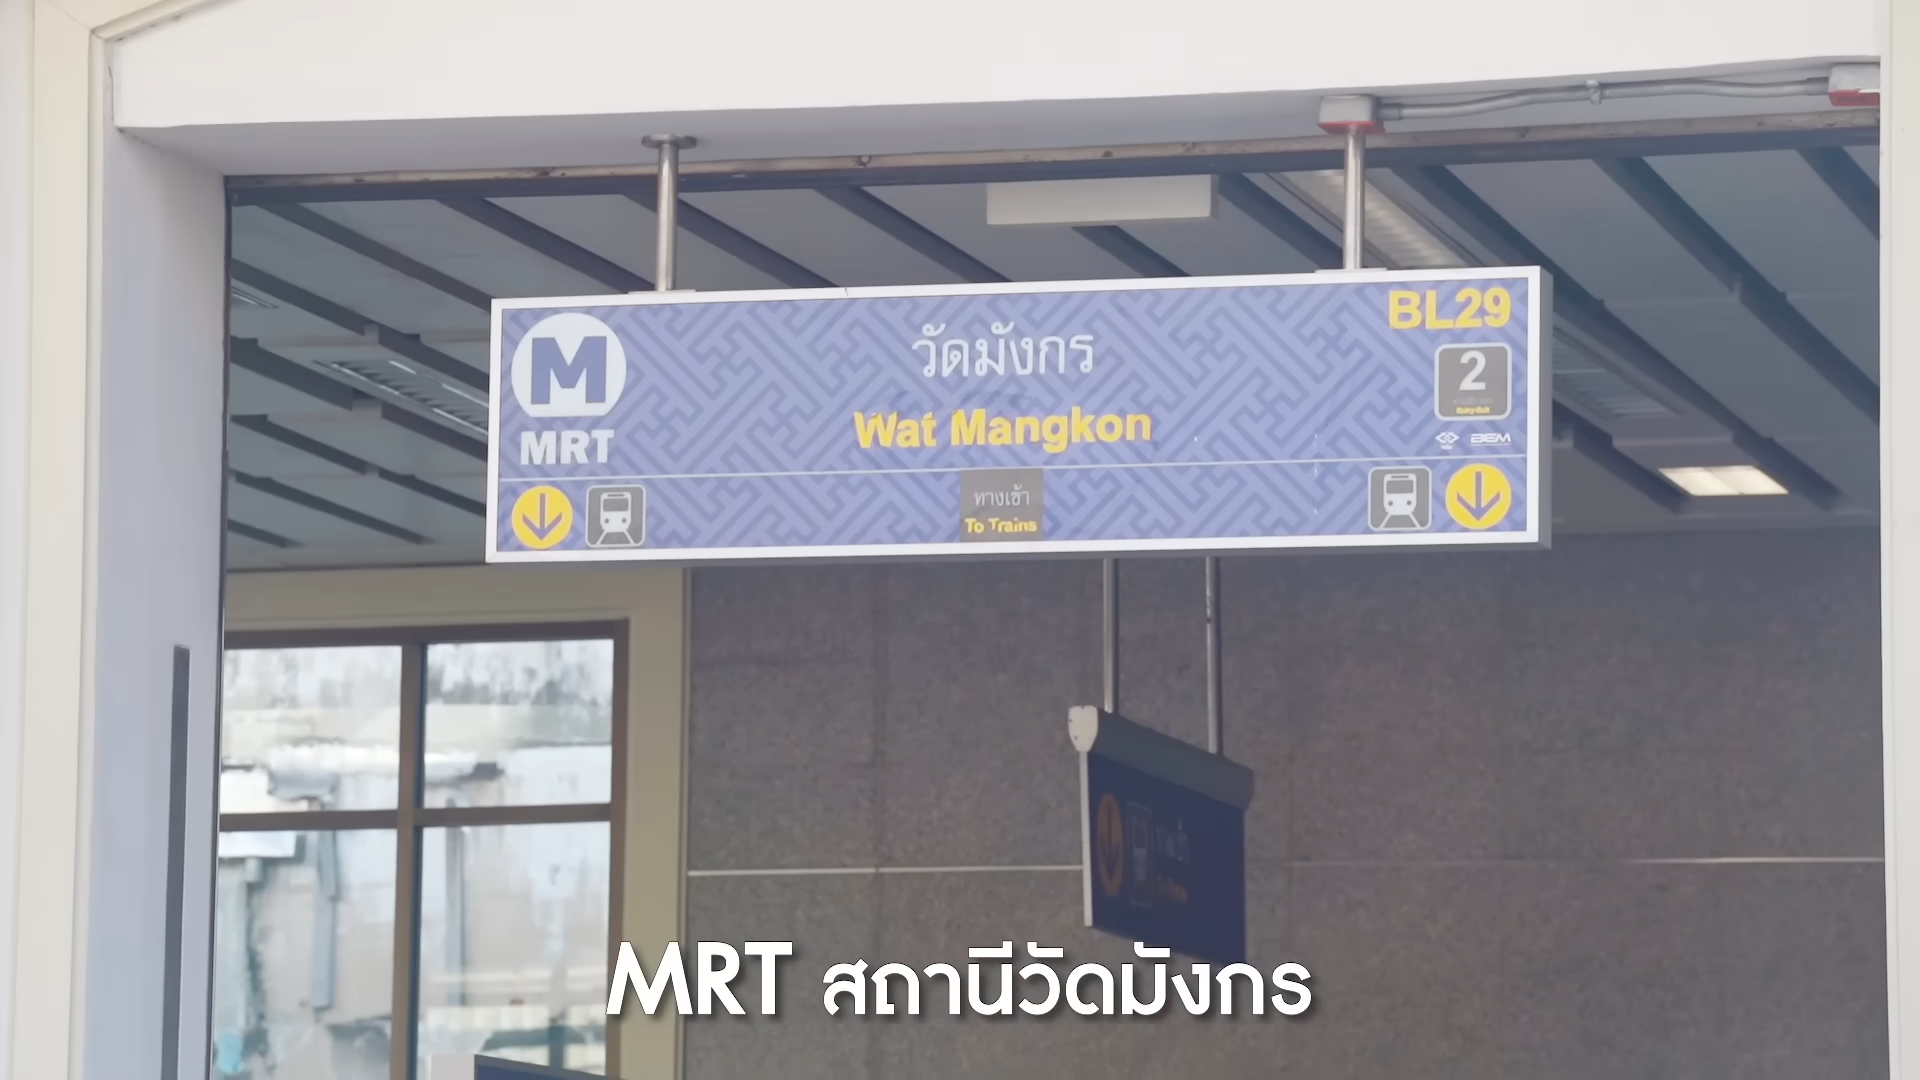 M
MRT
วัดมังกร
Wat Mangkon
BL29
2
BEM
ทางเข้า
To Trains
MRT สถานีวัดมังกร